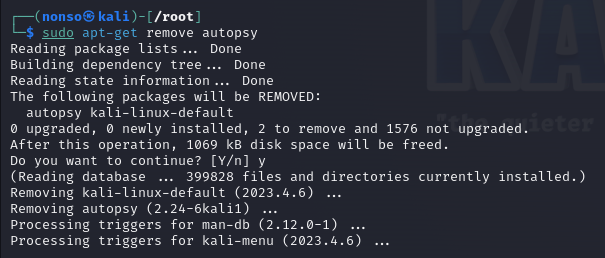 ┌──(nonso㉿kali)-[/root]
└─$ sudo apt-get remove autopsy
Reading package lists... Done
Building dependency tree... Done
Reading state information... Done
The following packages will be REMOVED:
  autopsy kali-linux-default
0 upgraded, 0 newly installed, 2 to remove and 1576 not upgraded.
After this operation, 1069 kB disk space will be freed.
Do you want to continue? [Y/n] y
(Reading database ... 399828 files and directories currently installed.)
Removing kali-linux-default (2023.4.6) ...
Removing autopsy (2.24-6kali1) ...
Processing triggers for man-db (2.12.0-1) ...
Processing triggers for kali-menu (2023.4.6) ...
KA
"the quieter